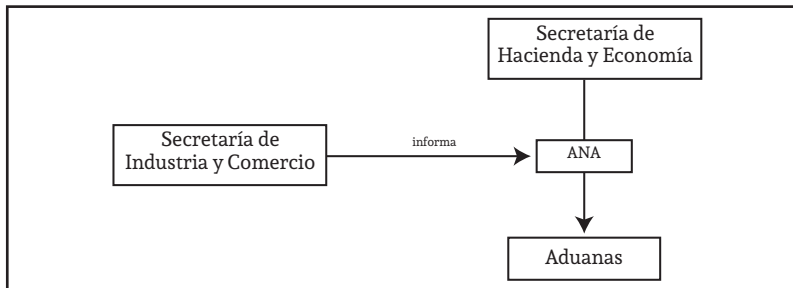 Secretaría de
Hacienda y Economía
Secretaría de
Industria y Comercio
informa
ANA
Aduanas